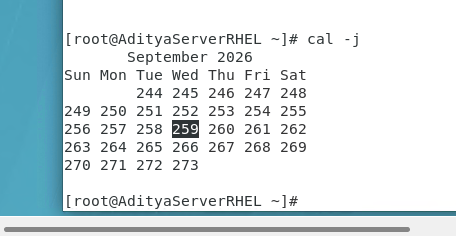 [root@AdityaServerRHEL ~]# cal -j
       September 2026
Sun Mon Tue Wed Thu Fri Sat
        244 245 246 247 248
249 250 251 252 253 254 255
256 257 258 259 260 261 262
263 264 265 266 267 268 269
270 271 272 273

[root@AdityaServerRHEL ~]#